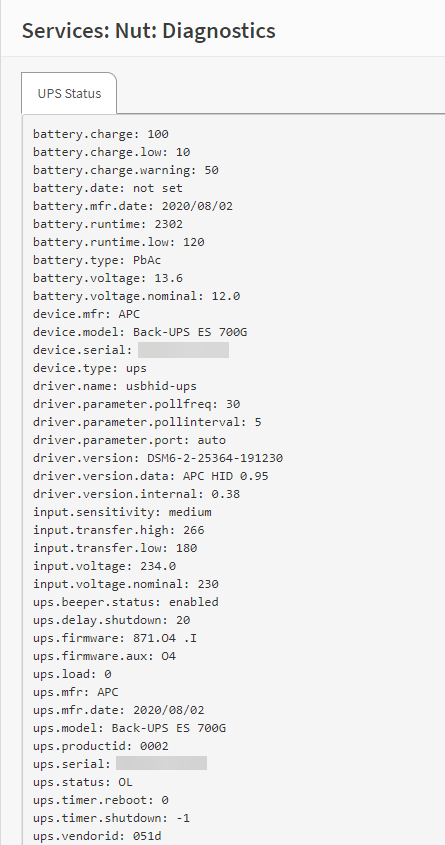 Services: Nut: Diagnostics
UPS Status
battery.charge: 100
battery.charge.low: 10
battery.charge.warning: 50
battery.date: not set
battery.mfr.date: 2020/08/02
battery.runtime: 2302
battery.runtime.low: 120
battery.type: PbAc
battery.voltage: 13.6
battery.voltage.nominal: 12.0
device.mfr: APC
device.model: Back-UPS ES 700G
device.serial:
device.type: ups
driver.name: usbhid-ups
driver.parameter.pollfreq: 30
driver.parameter.pollinterval: 5
driver.parameter.port: auto
driver.version: DSM6-2-25364-191230
driver.version.data: APC HID 0.95
driver.version.internal: 0.38
input.sensitivity: medium
input.transfer.high: 266
input.transfer.low: 180
input.voltage: 234.0
input.voltage.nominal: 230
ups.beeper.status: enabled
ups.delay.shutdown: 20
ups.firmware: 871.O4 .I
ups.firmware.aux: O4
ups.load: 0
ups.mfr: APC
ups.mfr.date: 2020/08/02
ups.model: Back-UPS ES 700G
ups.productid: 0002
ups.serial:
ups.status: OL
ups.timer.reboot: 0
ups.timer.shutdown: -1
ups.vendorid: 051d